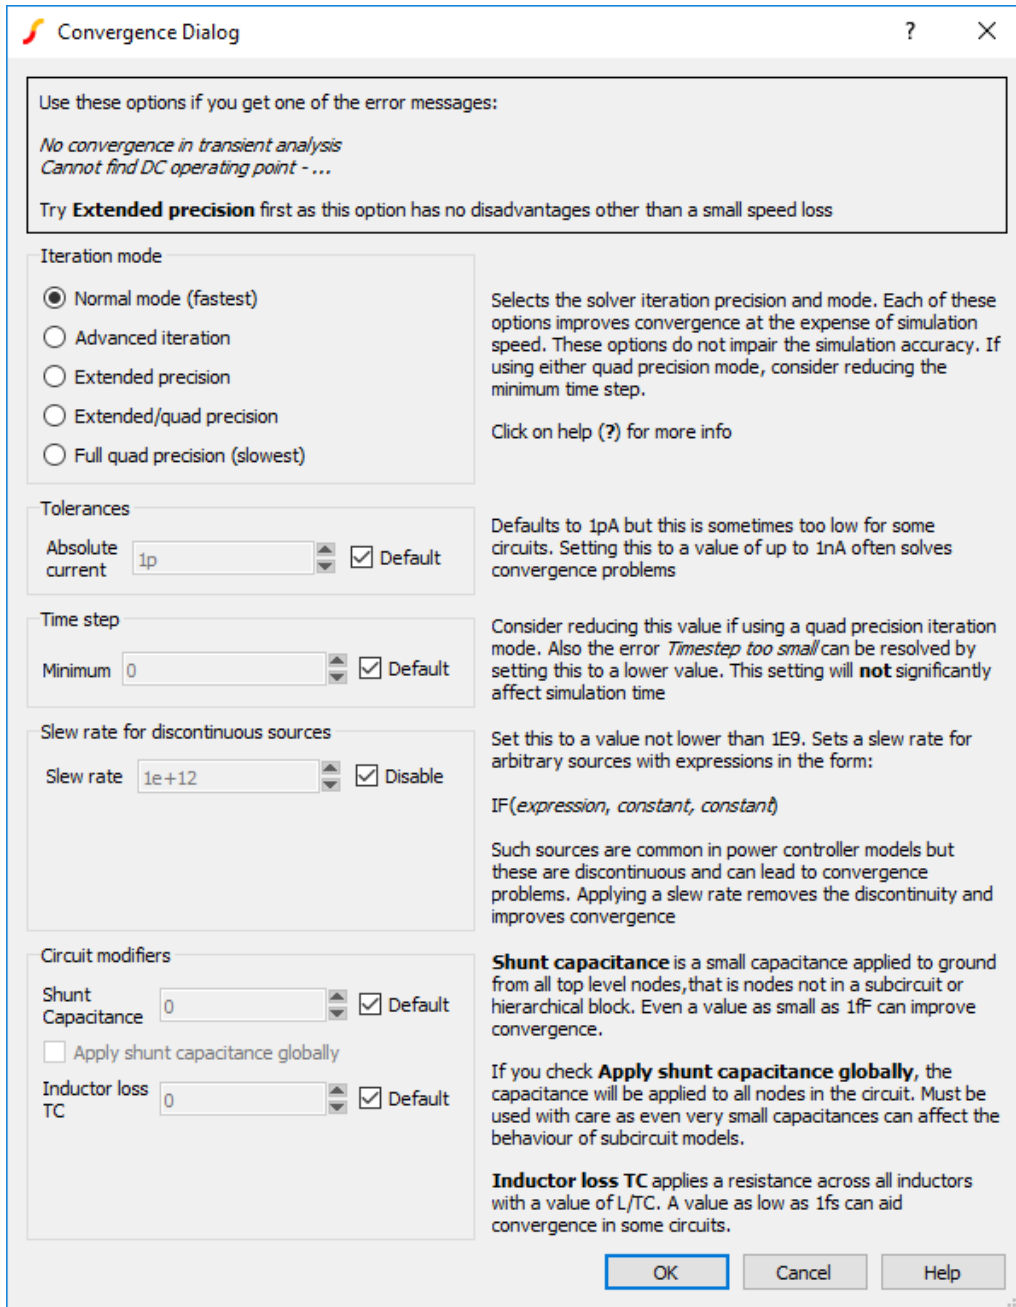 Convergence Dialog
?
Use these options if you get one of the error messages:
No convergence in transient analysis
Cannot find DC operating point - ...
Try Extended precision first as this option has no disadvantages other than a small speed loss
Iteration mode
Normal mode (fastest)
Advanced iteration
Extended precision
Extended/quad precision
Full quad precision (slowest)
Selects the solver iteration precision and mode. Each of these
options improves convergence at the expense of simulation
speed. These options do not impair the simulation accuracy. If
using either quad precision mode, consider reducing the
minimum time step.
Click on help (?) for more info
Tolerances
Absolute
current
1p
Default
Defaults to 1pA but this is sometimes too low for some
circuits. Setting this to a value of up to 1nA often solves
convergence problems
Time step
Minimum
0
Default
Consider reducing this value if using a quad precision iteration
mode. Also the error Timestep too small can be resolved by
setting this to a lower value. This setting will not significantly
affect simulation time
Slew rate for discontinuous sources
Slew rate
1e+12
Disable
Set this to a value not lower than 1E9. Sets a slew rate for
arbitrary sources with expressions in the form:
IF(expression, constant, constant)
Such sources are common in power controller models but
these are discontinuous and can lead to convergence
problems. Applying a slew rate removes the discontinuity and
improves convergence
Circuit modifiers
Shunt
Capacitance
0
Default
Apply shunt capacitance globally
Inductor loss
TC
0
Default
Shunt capacitance is a small capacitance applied to ground
from all top level nodes,that is nodes not in a subcircuit or
hierarchical block. Even a value as small as 1fF can improve
convergence.
If you check Apply shunt capacitance globally, the
capacitance will be applied to all nodes in the circuit. Must be
used with care as even very small capacitances can affect the
behaviour of subcircuit models.
Inductor loss TC applies a resistance across all inductors
with a value of L/TC. A value as low as 1fs can aid
convergence in some circuits.
OK
Cancel
Help